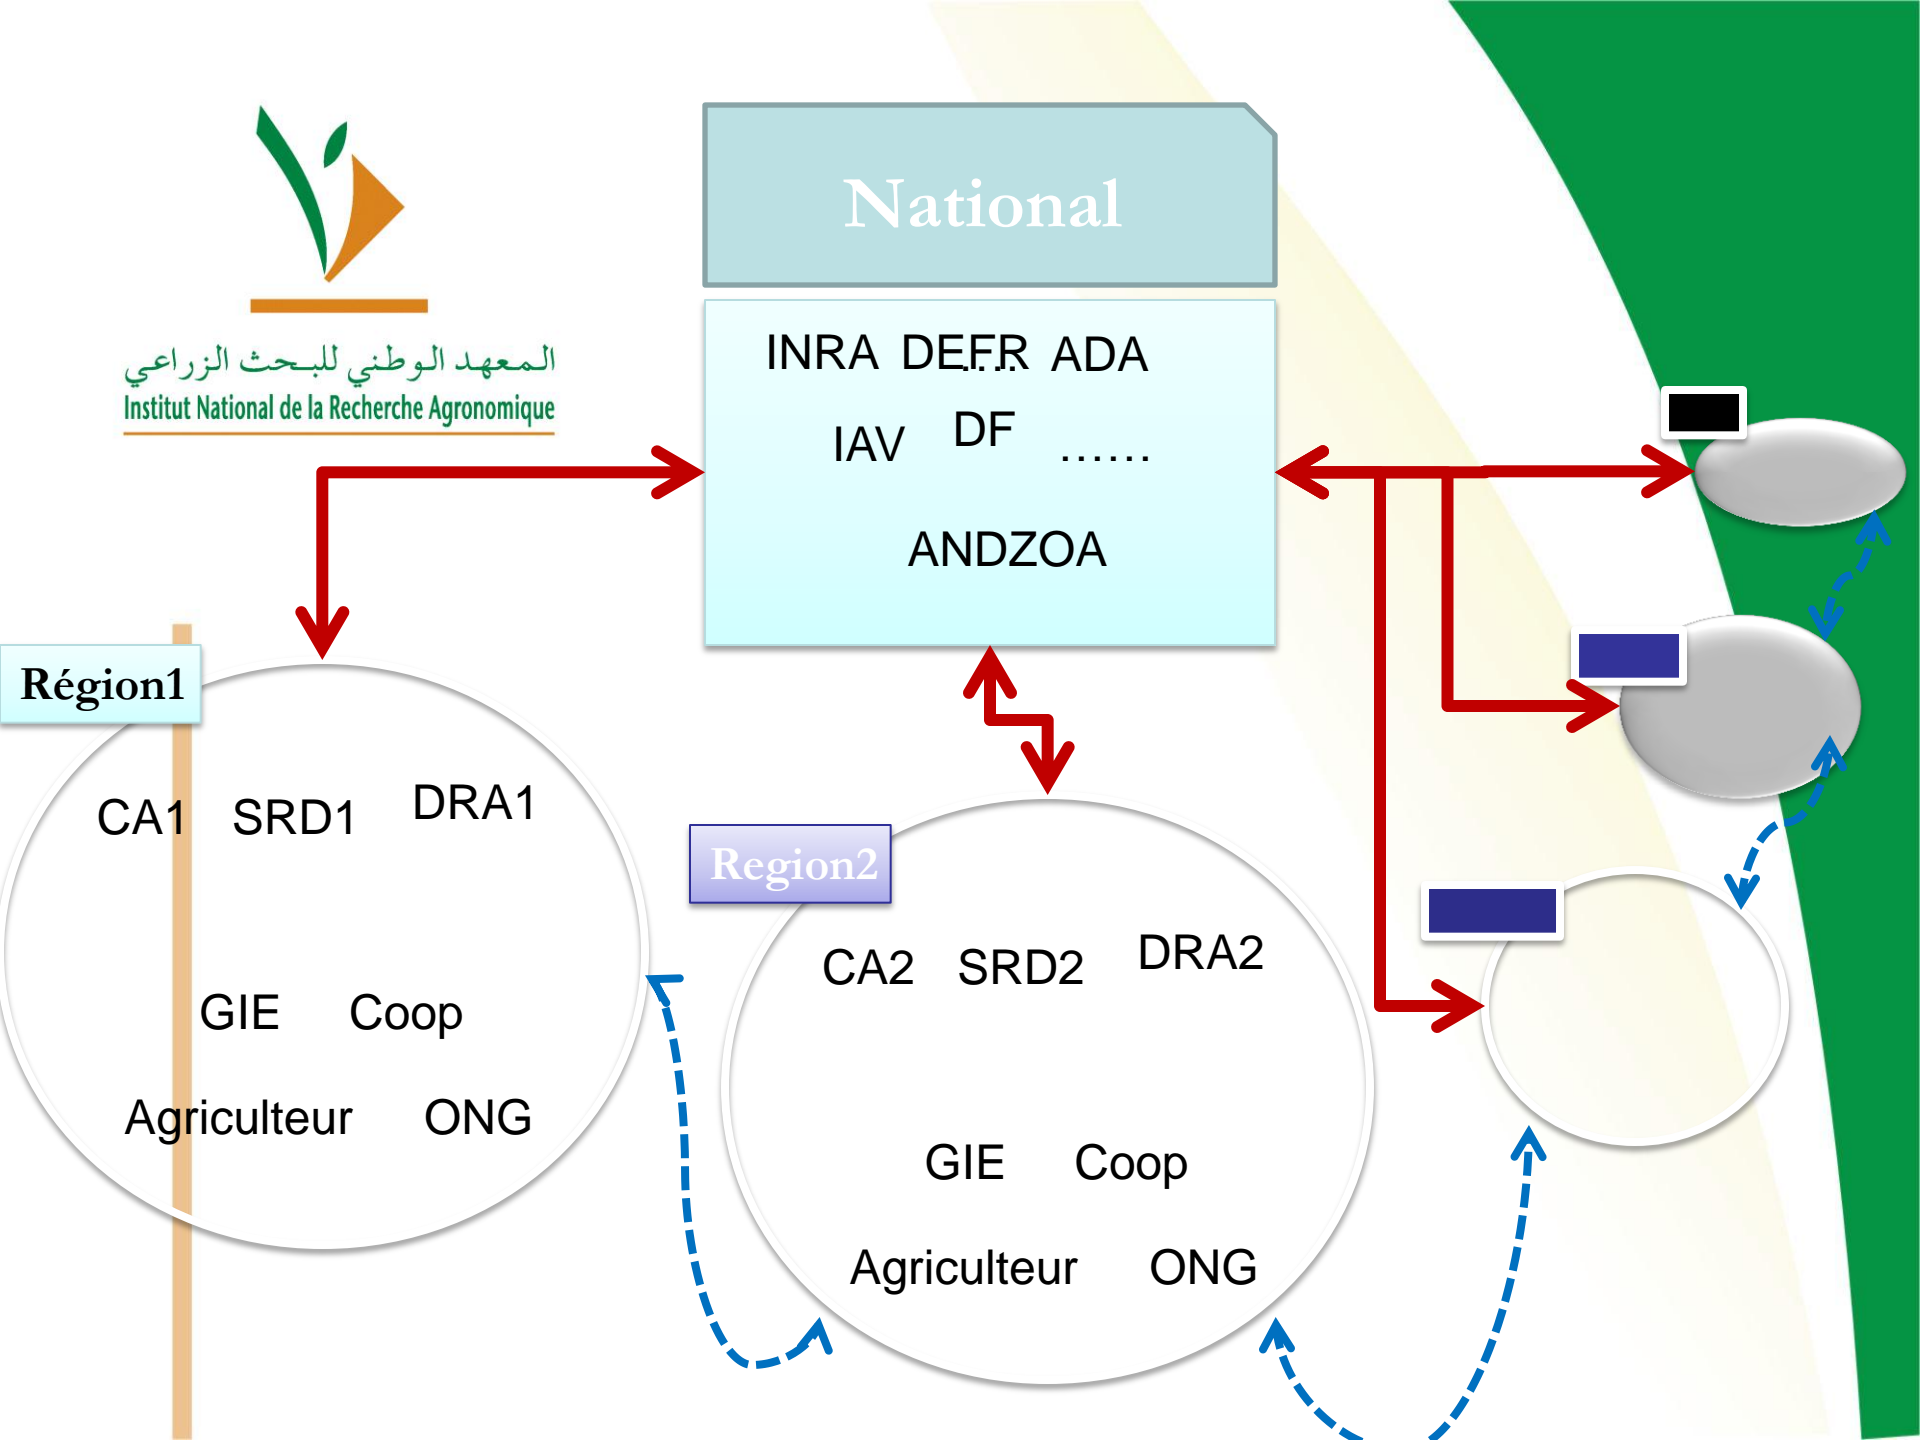 المعهد الوطني للبحث الزراعي
Institut National de la Recherche Agronomique
National
INRA DEFR ..... ADA
IAV DF ......
ANDZOA
Région1
CA1 SRD1 DRA1
GIE Coop
Agriculteur ONG
Region2
CA2 SRD2 DRA2
GIE Coop
Agriculteur ONG